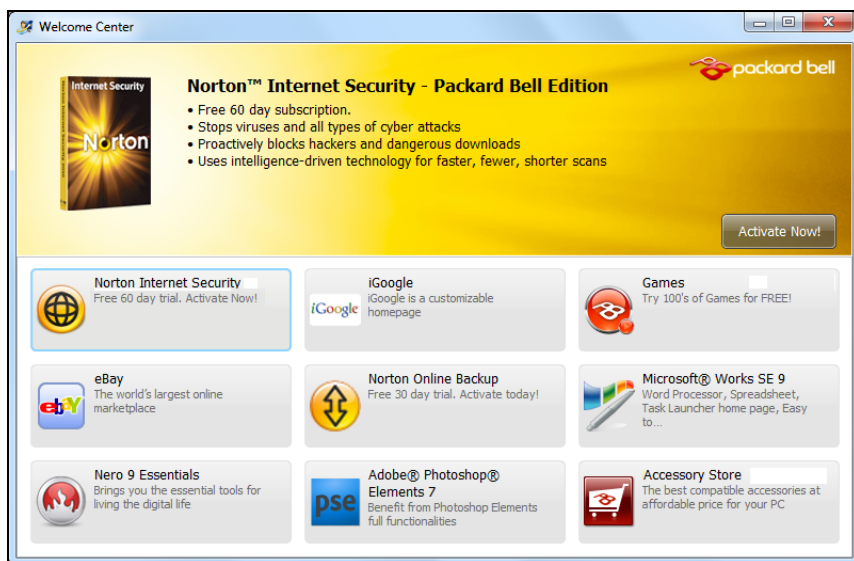 Welcome Center
packard bell
Internet Security
Norton
Norton™ Internet Security - Packard Bell Edition
• Free 60 day subscription.
• Stops viruses and all types of cyber attacks
• Proactively blocks hackers and dangerous downloads
• Uses intelligence-driven technology for faster, fewer, shorter scans
Activate Now!
Norton Internet Security
Free 60 day trial. Activate Now!
iGoogle
iGoogle
iGoogle is a customizable
homepage
Games
Try 100's of Games for FREE!
ebY
eBay
The world's largest online
marketplace
Norton Online Backup
Free 30 day trial. Activate today!
Microsoft® Works SE 9
Word Processor, Spreadsheet,
Task Launcher home page, Easy
to...
Nero 9 Essentials
Brings you the essential tools for
living the digital life
pse
Adobe® Photoshop®
Elements 7
Benefit from Photoshop Elements
full functionalities
Accessory Store
The best compatible accessories at
affordable price for your PC